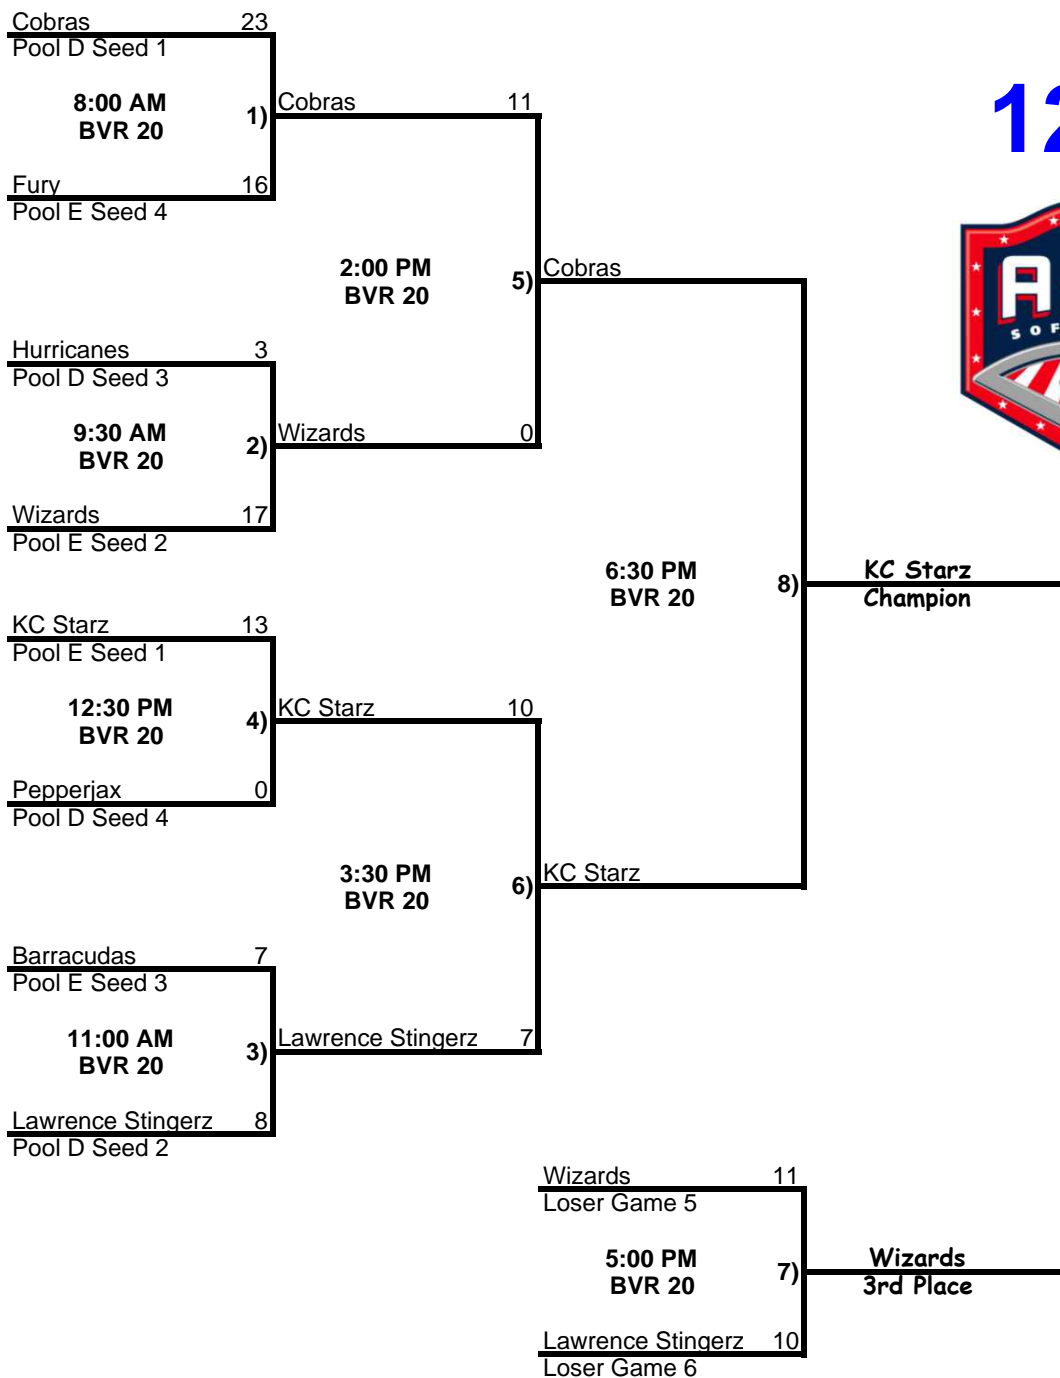 Cobras 23
Pool D Seed 1
8:00 AM
BVR 20
1)
Fury 16
Pool E Seed 4
Cobras 11
2:00 PM
BVR 20
5)
Hurricanes 3
Pool D Seed 3
9:30 AM
BVR 20
2)
Wizards 17
Pool E Seed 2
Wizards 0
Cobras
6:30 PM
BVR 20
8)
KC Starz
Champion
KC Starz 13
Pool E Seed 1
12:30 PM
BVR 20
4)
Pepperjax 0
Pool D Seed 4
KC Starz 10
3:30 PM
BVR 20
6)
KC Starz
Barracudas 7
Pool E Seed 3
11:00 AM
BVR 20
3)
Lawrence Stingerz 8
Pool D Seed 2
Lawrence Stingerz 7
Wizards 11
Loser Game 5
5:00 PM
BVR 20
7)
Wizards
3rd Place
Lawrence Stingerz 10
Loser Game 6
12